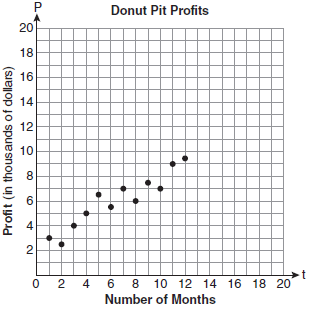 P
Donut Pit Profits
Profit (in thousands of dollars)
20
18
16
14
12
10
8
6
4
2
0 2 4 6 8 10 12 14 16 18 20
t
Number of Months